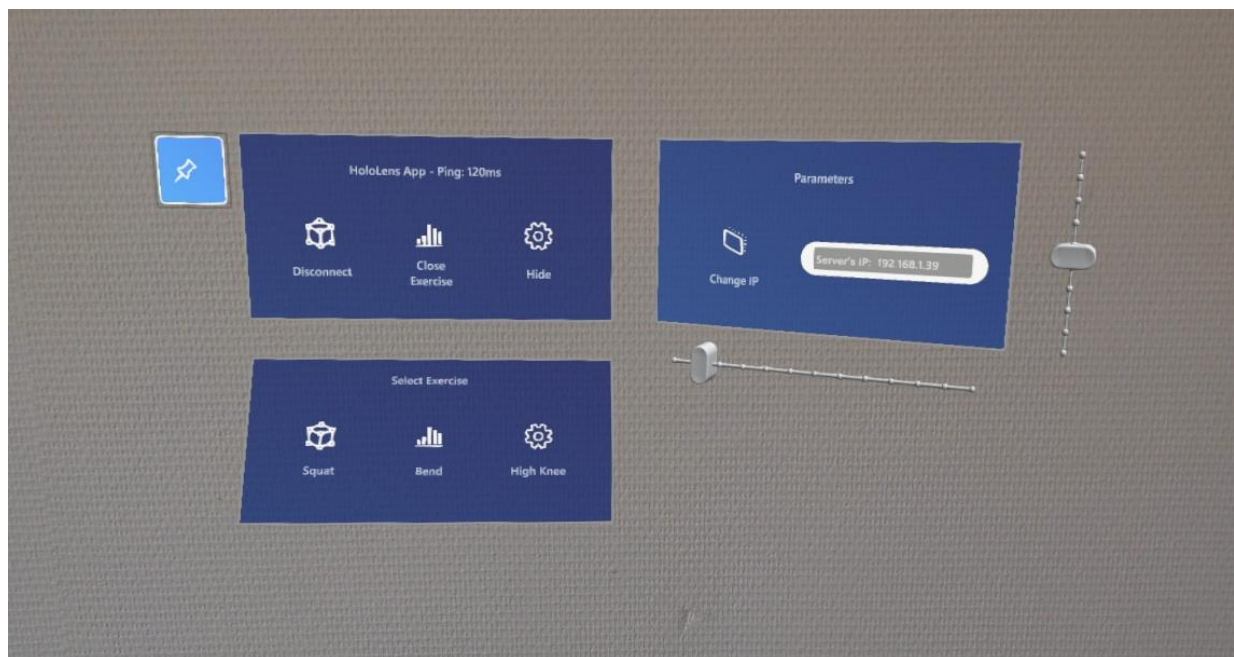 HoloLens App - Ping: 120ms
Disconnect
Close
Exercise
Hide
Parameters
Change IP
Server's IP: 192.168.1.39
Select Exercise
Squat
Bend
High Knee